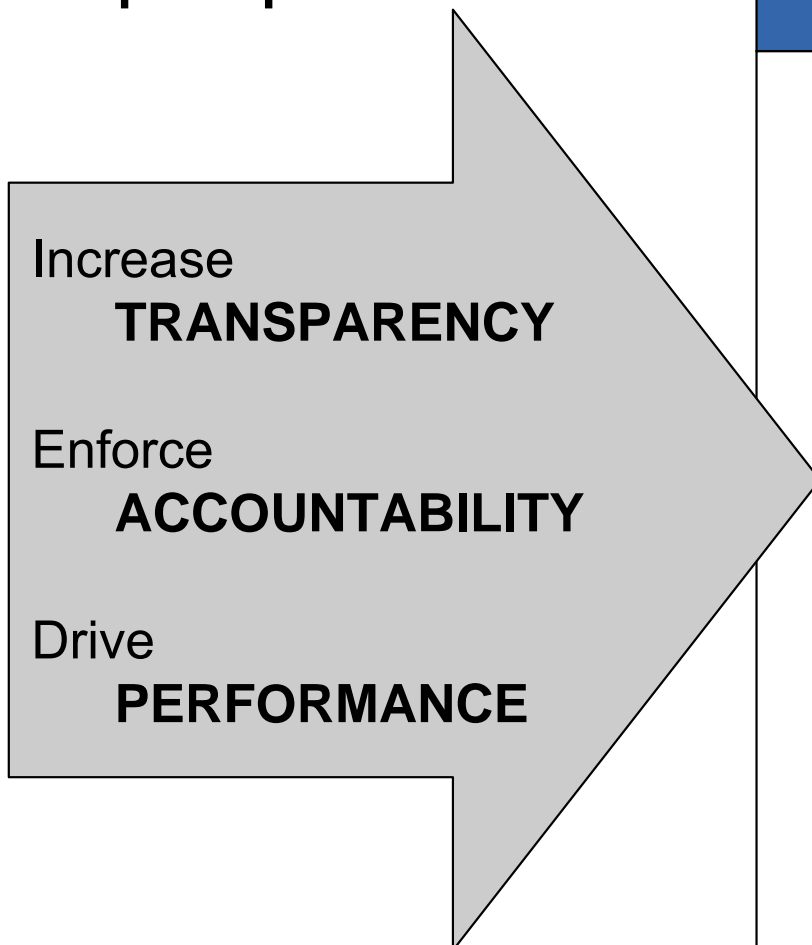 Increase
TRANSPARENCY
Enforce
ACCOUNTABILITY
Drive
PERFORMANCE